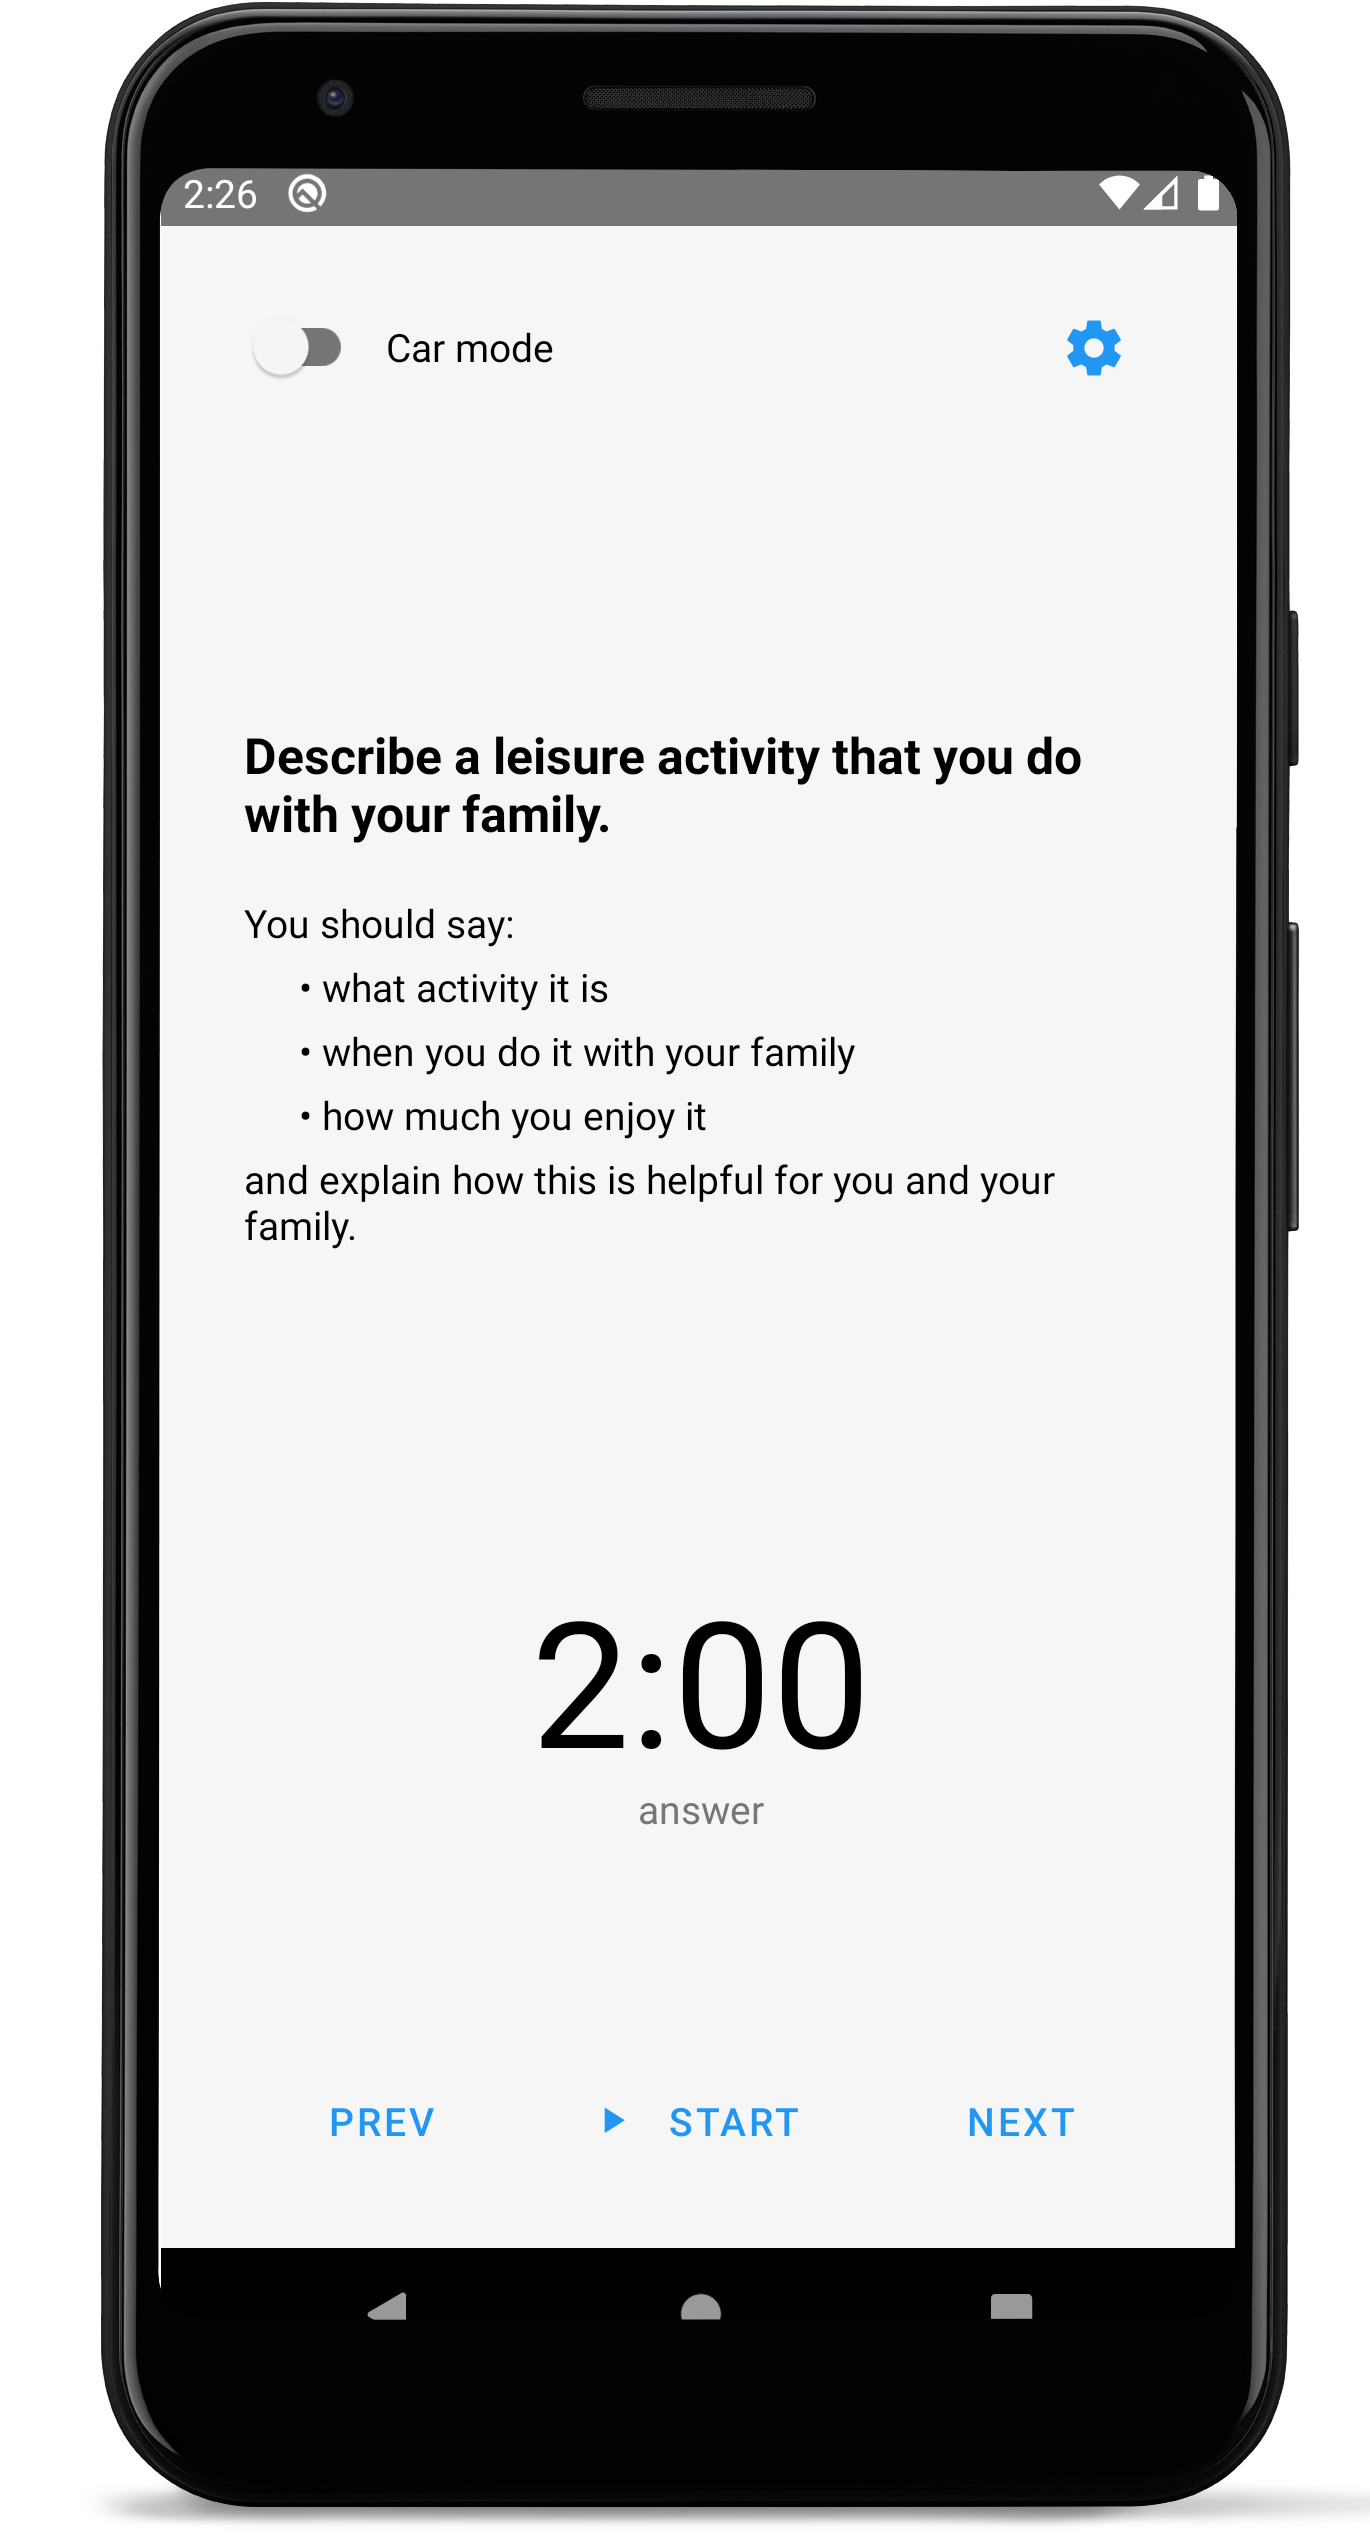 2:26
Car mode
Describe a leisure activity that you do
with your family.
You should say:
• what activity it is
• when you do it with your family
• how much you enjoy it
and explain how this is helpful for you and your
family.
2:00
answer
PREV START NEXT